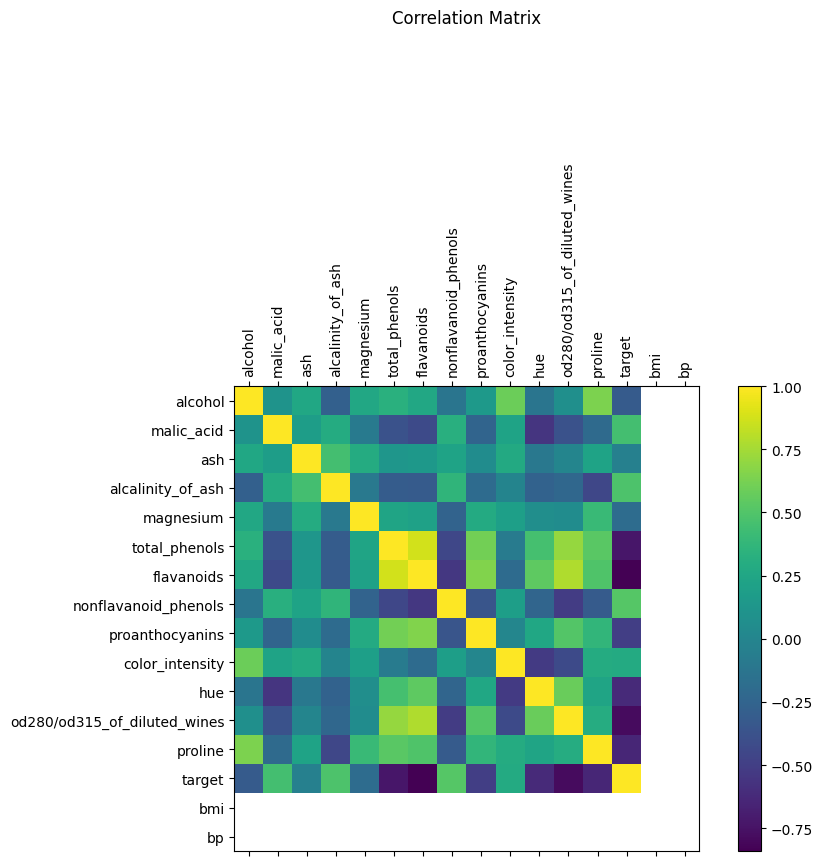 Correlation Matrix
alcohol
malic_acid
ash
alcalinity_of_ash
magnesium
total_phenols
flavanoids
nonflavanoid_phenols
proanthocyanins
color_intensity
hue
od280/od315_of_diluted_wines
proline
target
bmi
bp
alcohol
malic_acid
ash
alcalinity_of_ash
magnesium
total_phenols
flavanoids
nonflavanoid_phenols
proanthocyanins
color_intensity
hue
od280/od315_of_diluted_wines
proline
target
bmi
bp
1.00
0.75
0.50
0.25
0.00
−0.25
−0.50
−0.75